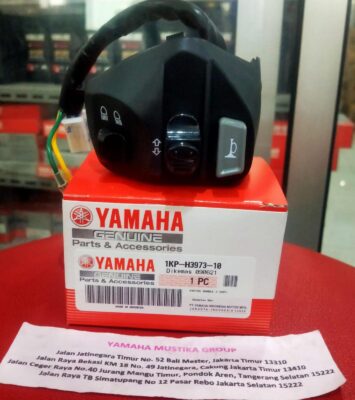 YAMAHA
GENUINE
Parts & Accessories
YAMAHA
GENUINE
Parts & Accessories
1KP-H3973-10
Dikemas 090621
1 PC
YAMAHA MUSTIKA GROUP
Jalan Jatinegara Timur No. 52 Bali Mester, Jakarta Timur 13310
Jalan Raya Bekasi KM 18 No. 49 Jatinegara, Cakung Jakarta Timur 13410
Jalan Ceger Raya No.40 Jurang Mangu Timur, Pondok Aren, Tangerang Selatan 15222
Jalan Raya TB Simatupang No 12 Pasar Rebo Jakarta Selatan 15222